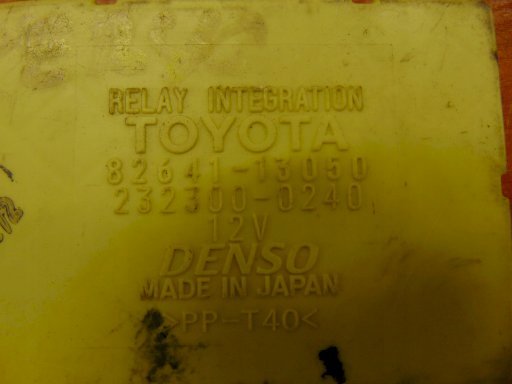 RELAY INTEGRATION
TOYOTA
82641-13050
232300-0240
12V
DENSO
MADE IN JAPAN
>PP-T40<